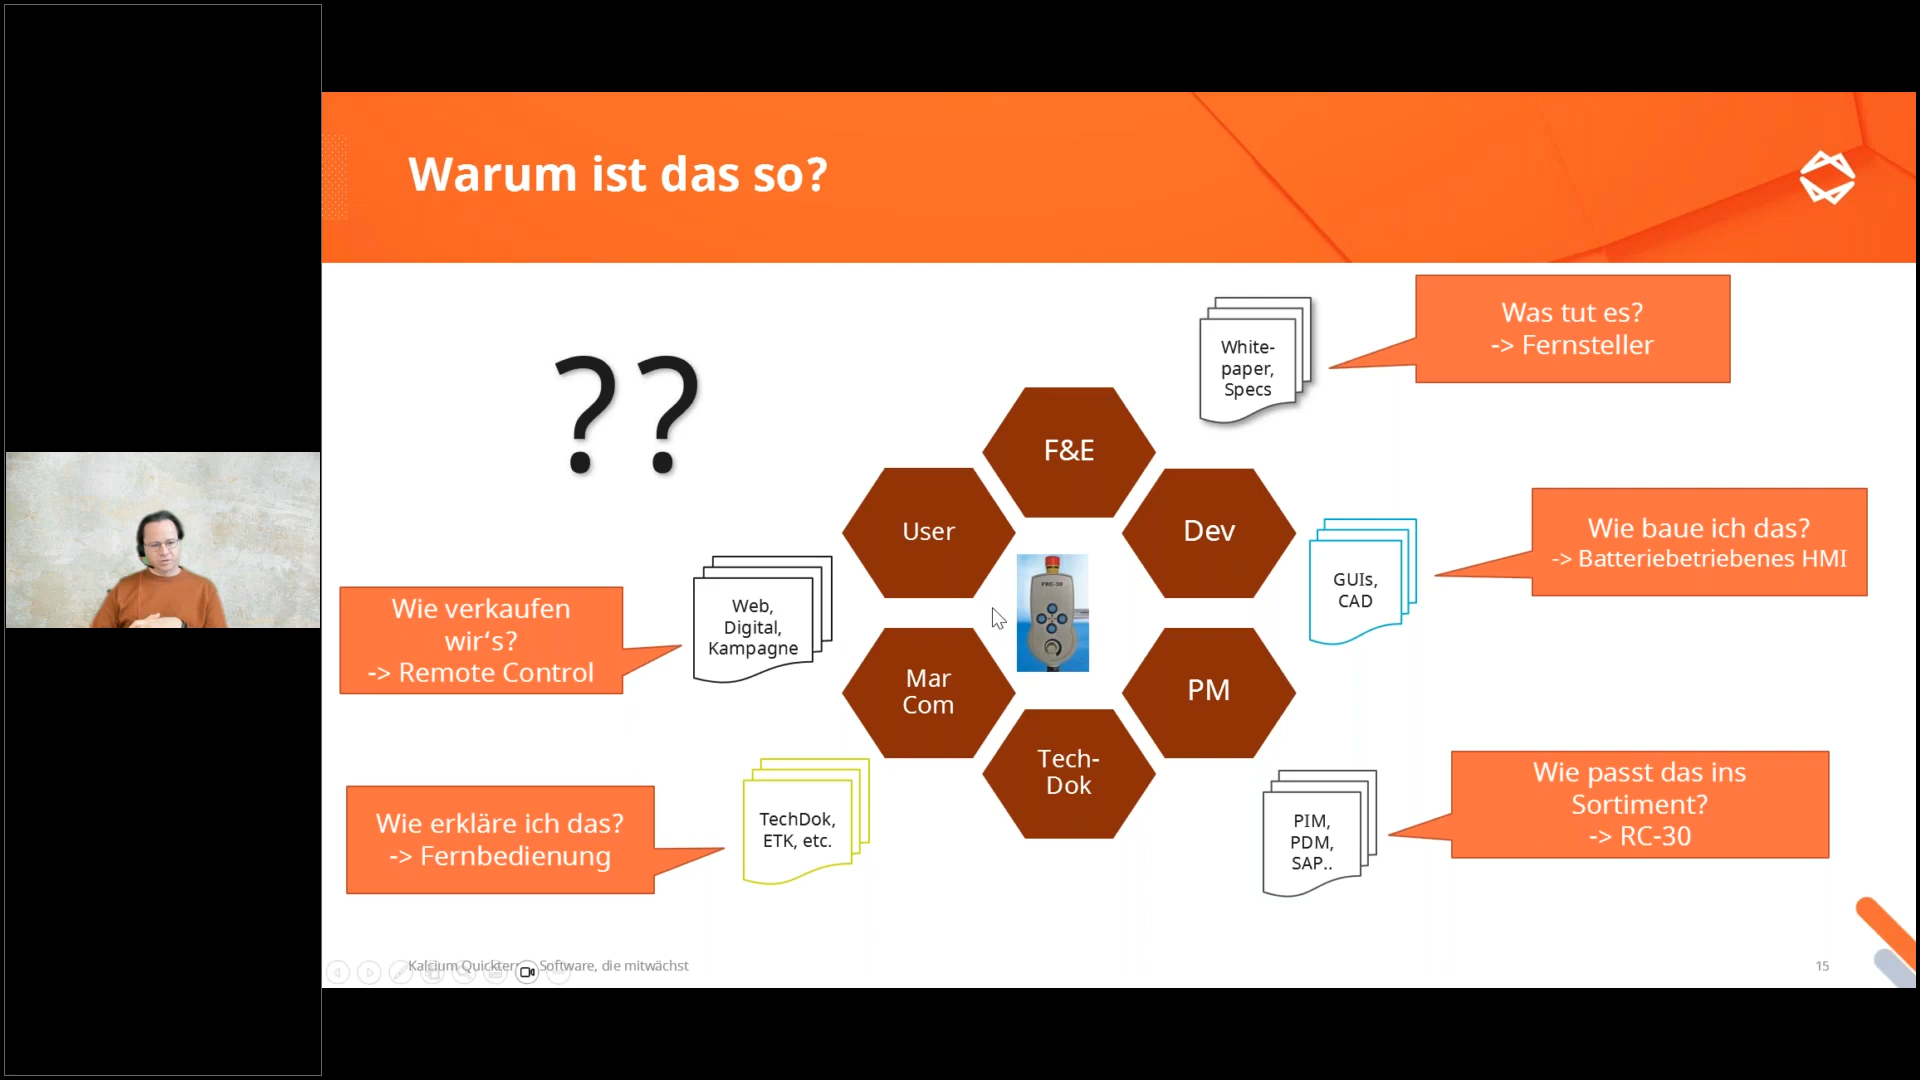 Warum ist das so?
??
White-
paper,
Specs
Was tut es?
-> Fernsteller
F&E
User
Dev
GUIs,
CAD
Wie baue ich das?
-> Batteriebetriebenes HMI
Wie verkaufen
wir‘s?
-> Remote Control
Web,
Digital,
Kampagne
Mar
Com
PM
Tech-
Dok
Wie erkläre ich das?
-> Fernbedienung
TechDok,
ETK, etc.
PIM,
PDM,
SAP..
Wie passt das ins
Sortiment?
-> RC-30
Kalcium Software, die mitwächst
15